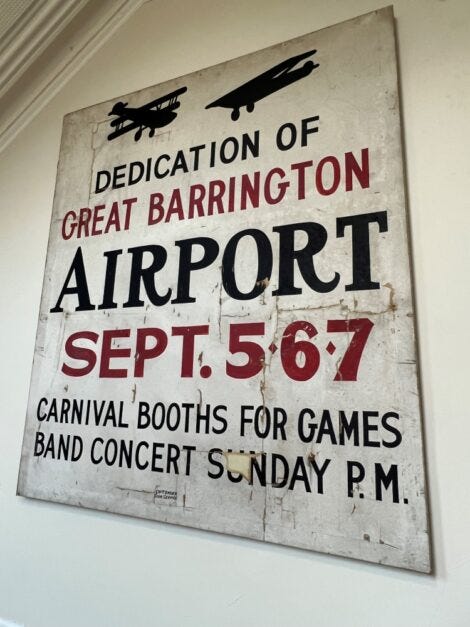 DEDICATION OF
GREAT BARRINGTON
AIRPORT
SEPT. 5·6·7
CARNIVAL BOOTHS FOR GAMES
BAND CONCERT SUNDAY P.M.